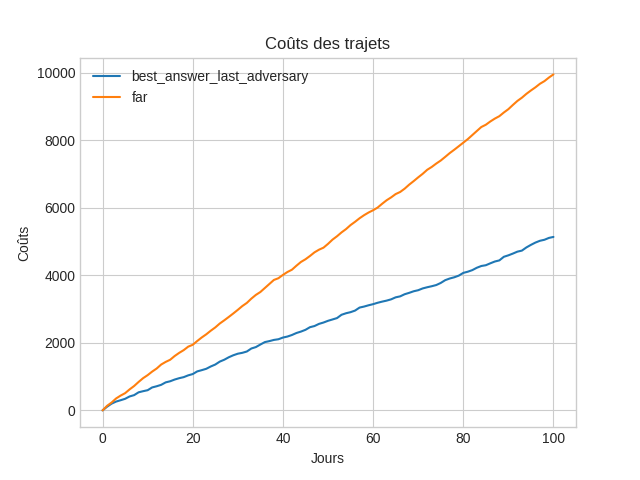 Coûts des trajets
best_answer_last_adversary
far
Coûts
10000
8000
6000
4000
2000
0
0 20 40 60 80 100
Jours